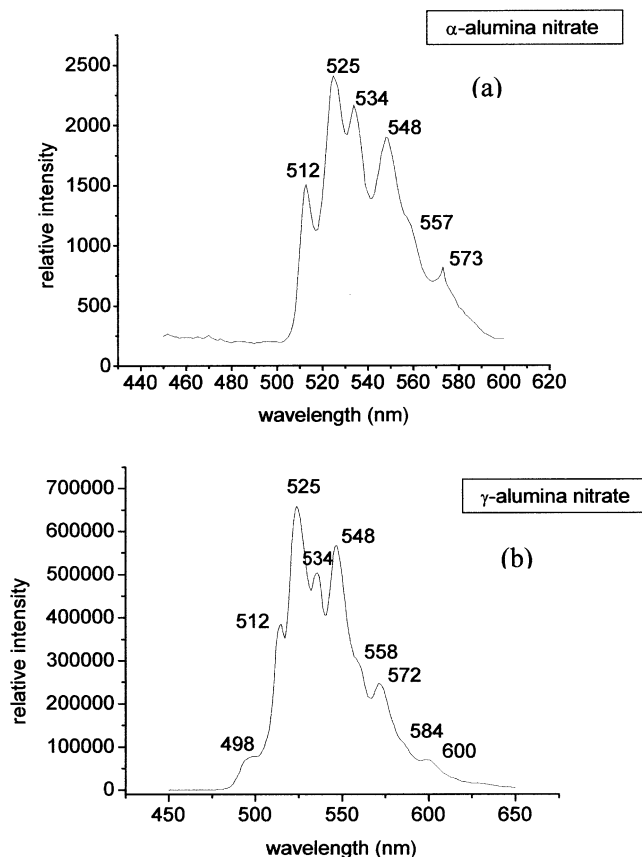 α-alumina nitrate
(a)
relative intensity
2500
2000
1500
1000
500
0
525
534
548
512
557
573
440 460 480 500 520 540 560 580 600 620
wavelength (nm)
γ-alumina nitrate
(b)
relative intensity
700000
600000
500000
400000
300000
200000
100000
0
525
548
534
512
558
572
498
584
600
450 500 550 600 650
wavelength (nm)